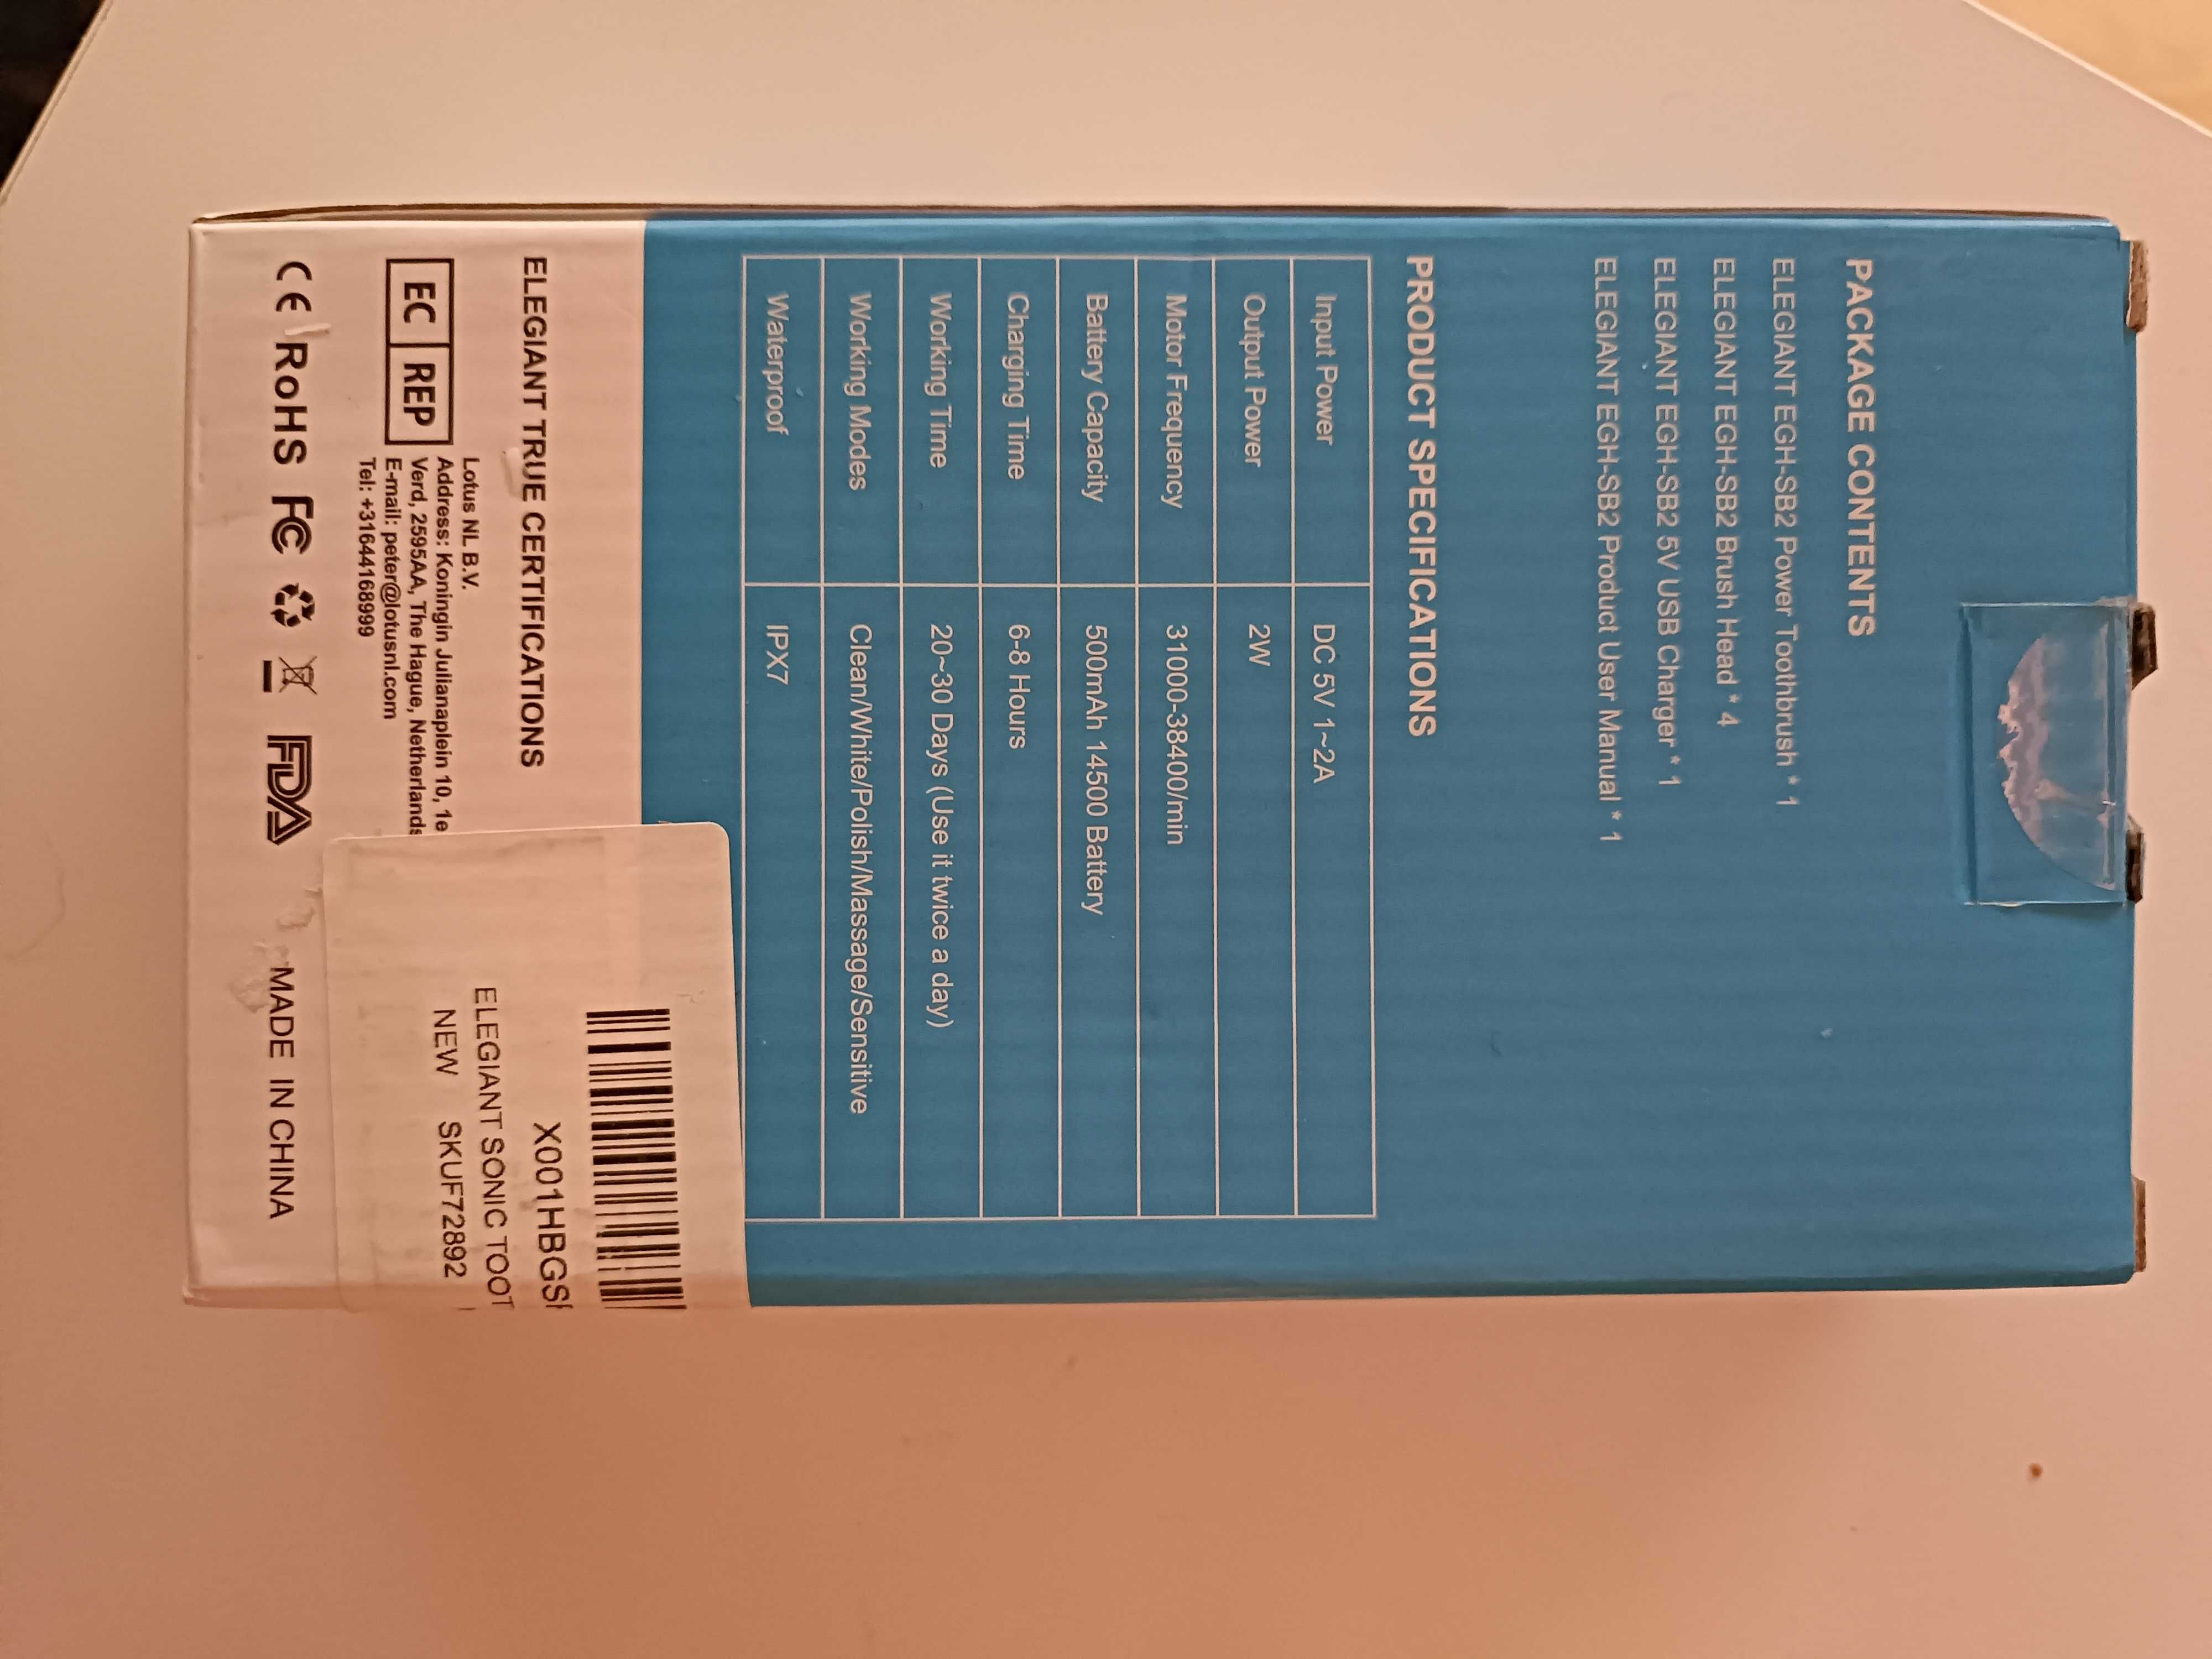 PACKAGE CONTENTS
ELEGIANT EGH-SB2 Power Toothbrush * 1
ELEGIANT EGH-SB2 Brush Head * 4
ELEGIANT EGH-SB2 5V USB Charger * 1
ELEGIANT EGH-SB2 Product User Manual * 1
PRODUCT SPECIFICATIONS
Input Power DC 5V 1~2A
Output Power 2W
Motor Frequency 31000-38400/min
Battery Capacity 500mAh 14500 Battery
Charging Time 6-8 Hours
Working Time 20~30 Days (Use it twice a day)
Working Modes Clean/White/Polish/Massage/Sensitive
Waterproof IPX7
X001HBGS
ELEGIANT SONIC TOOT
NEW SKUF72892
ELEGIANT TRUE CERTIFICATIONS
EC REP
Lotus NL B.V.
Address: Koningin Julianaplein 10, 1e
Verd, 2595AA, The Hague, Netherlands
E-mail: peter@lotusnl.com
Tel: +31644168999
CE RoHS FC FDA MADE IN CHINA